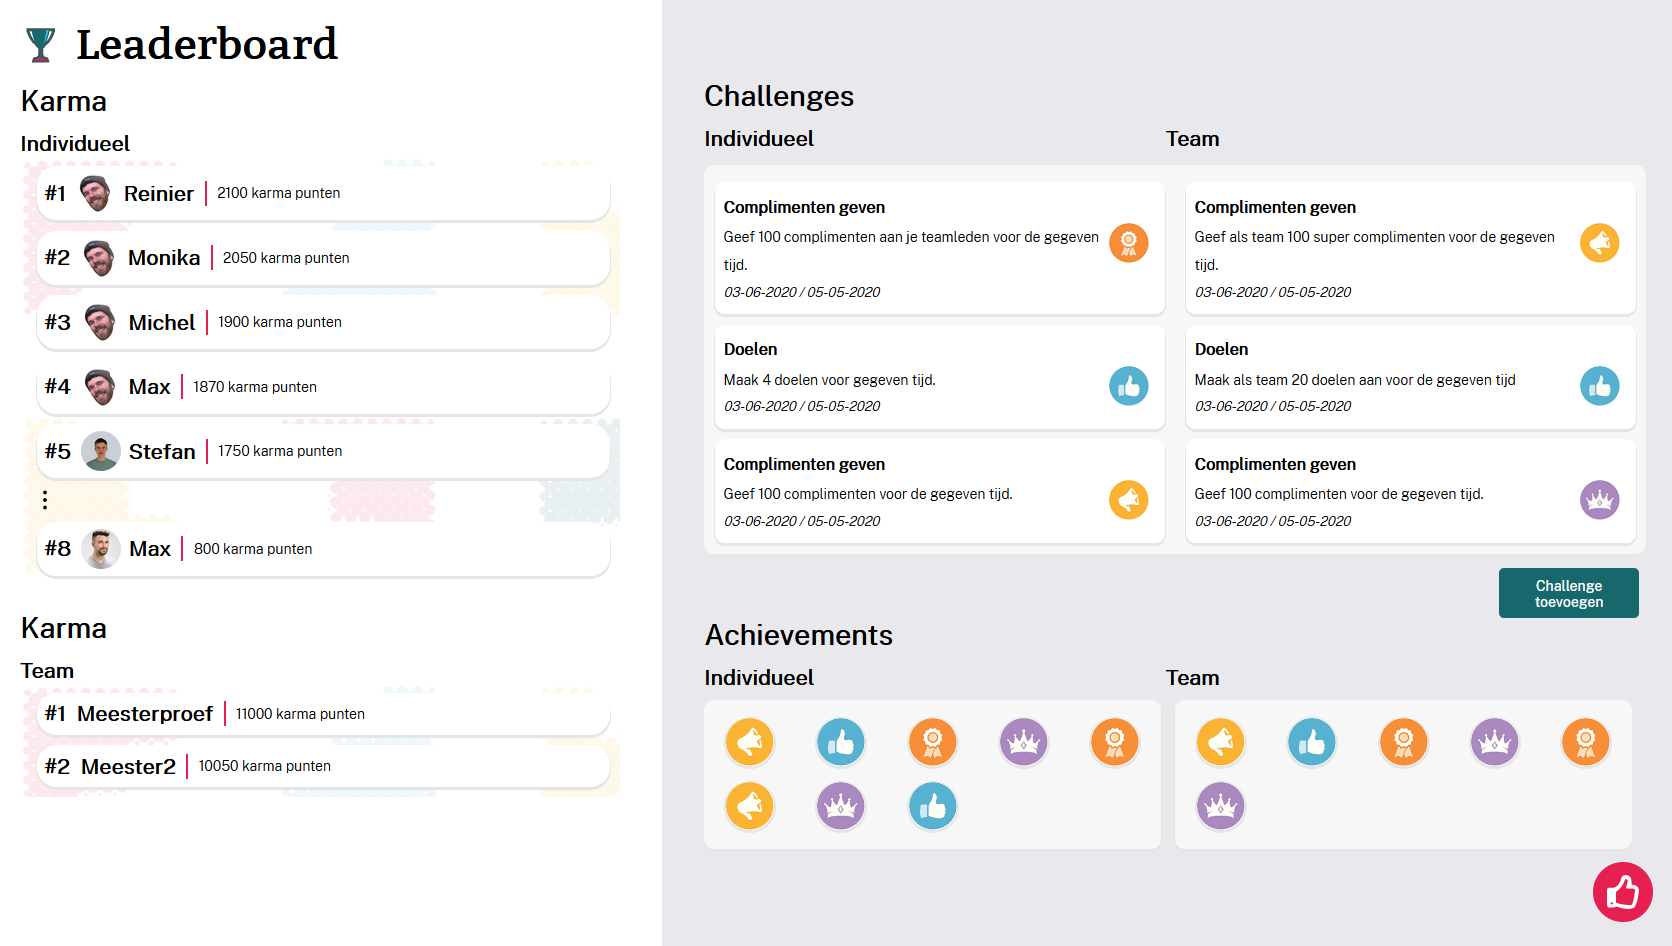 Leaderboard
Karma
Individueel
#1 Reinier 2100 karma punten
#2 Monika 2050 karma punten
#3 Michel 1900 karma punten
#4 Max 1870 karma punten
#5 Stefan 1750 karma punten
#8 Max 800 karma punten
Karma
Team
#1 Meesterproef 11000 karma punten
#2 Meester2 10050 karma punten
Challenges
Individueel
Complimenten geven
Geef 100 complimenten aan je teamleden voor de gegeven
tijd.
03-06-2020 / 05-05-2020
Doelen
Maak 4 doelen voor gegeven tijd.
03-06-2020 / 05-05-2020
Complimenten geven
Geef 100 complimenten voor de gegeven tijd.
03-06-2020 / 05-05-2020
Team
Complimenten geven
Geef als team 100 super complimenten voor de gegeven
tijd.
03-06-2020 / 05-05-2020
Doelen
Maak als team 20 doelen aan voor de gegeven tijd
03-06-2020 / 05-05-2020
Complimenten geven
Geef 100 complimenten voor de gegeven tijd.
03-06-2020 / 05-05-2020
Challenge
toevoegen
Achievements
Individueel
Team